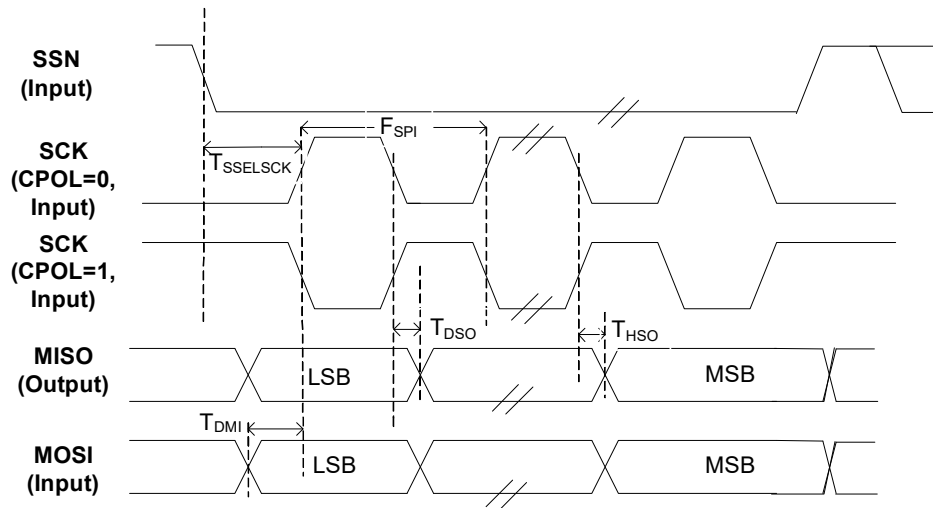 SSN
(Input)
F_SPI
SCK
(CPOL=0,
Input)
T_SSELSCK
SCK
(CPOL=1,
Input)
T_DSO
T_HSO
MISO
(Output)
LSB
MSB
T_DMI
MOSI
(Input)
LSB
MSB